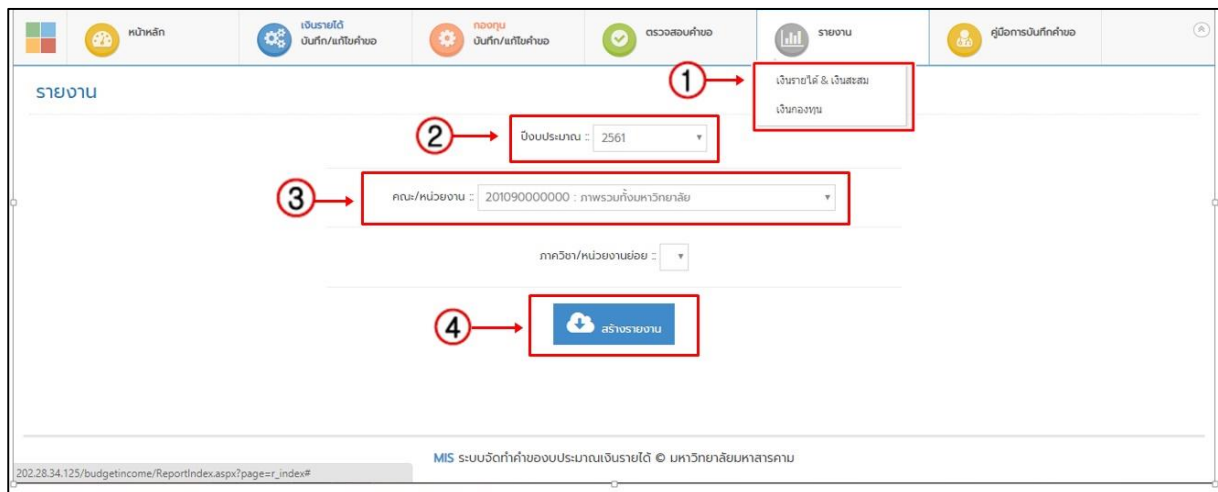 หน้าหลัก
เงินรายได้
บันทึก/แก้ไขคำขอ
กองทุน
บันทึก/แก้ไขคำขอ
ตรวจสอบคำขอ
รายงาน
คู่มือการบันทึกคำขอ
รายงาน
1
เงินรายได้ & เงินสะสม
เงินกองทุน
2
ปีงบประมาณ :: 2561
3
คณะ/หน่วยงาน :: 201090000000 : ภาพรวมทั้งมหาวิทยาลัย
ภาควิชา/หน่วยงานย่อย ::
4
สร้างรายงาน
MIS ระบบจัดทำคำของบประมาณเงินรายได้ © มหาวิทยาลัยมหาสารคาม
202.28.34.125/budgetincome/ReportIndex.aspx?page=r_index#